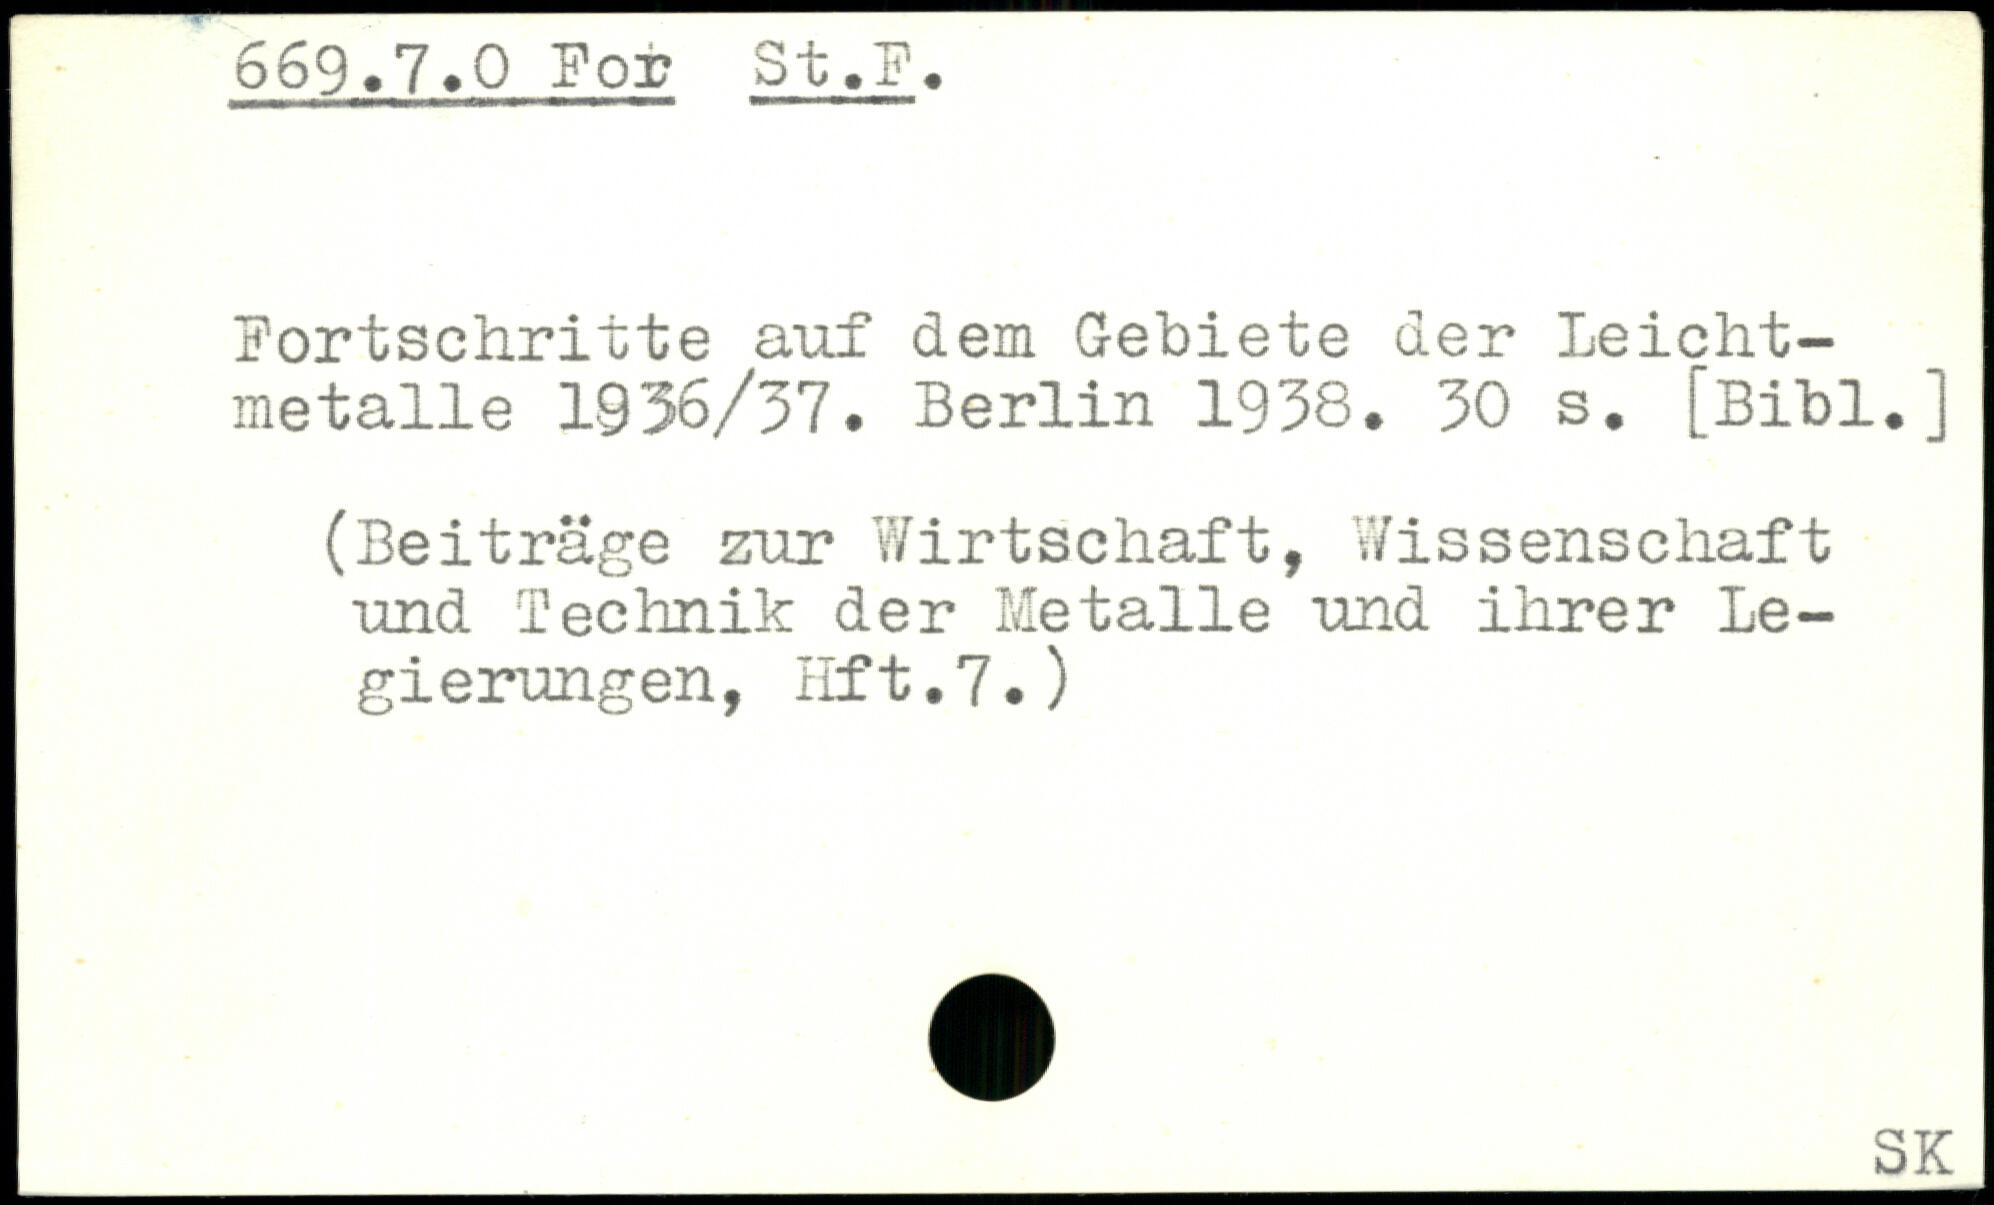 669.7.0 For St.F.
Fortschritte auf dem Gebiete der Leicht-
metalle 1936/37. Berlin 1938. 30 s. [Bibl.]
(Beiträge zur Wirtschaft, Wissenschaft
und Technik der Metalle und ihrer Le-
gierungen, Hft.7.)
SK